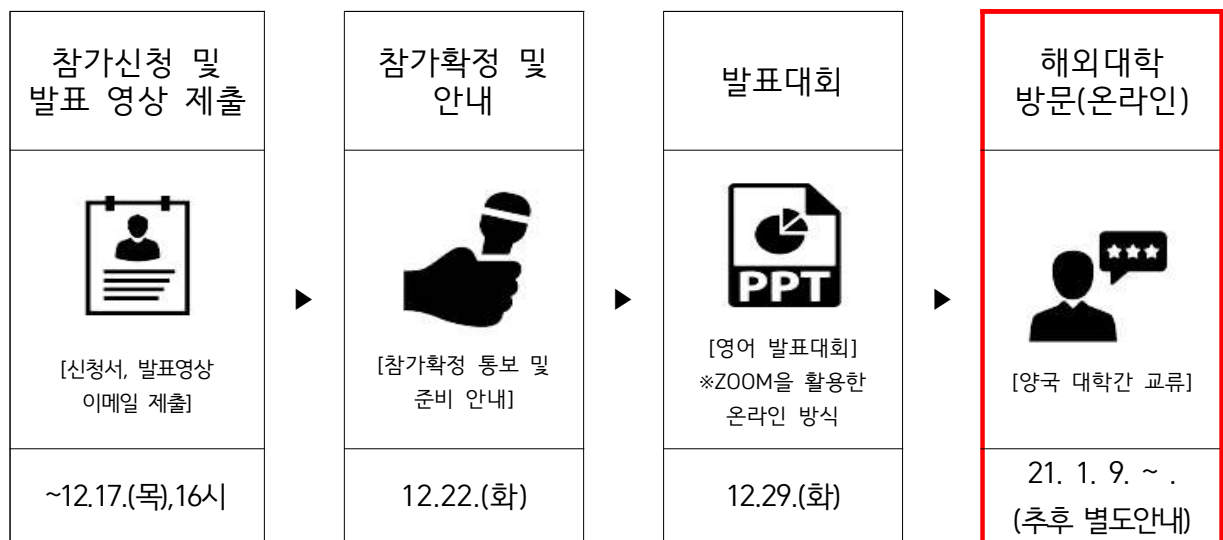 참가신청 및
발표 영상 제출
[신청서, 발표영상
이메일 제출]
~12.17.(목),16시
참가확정 및
안내
[참가확정 통보 및
준비 안내]
12.22.(화)
발표대회
PPT
[영어 발표대회]
※ZOOM을 활용한
온라인 방식
12.29.(화)
해외대학
방문(온라인)
[양국 대학간 교류]
21. 1. 9. ~ .
(추후 별도안내)